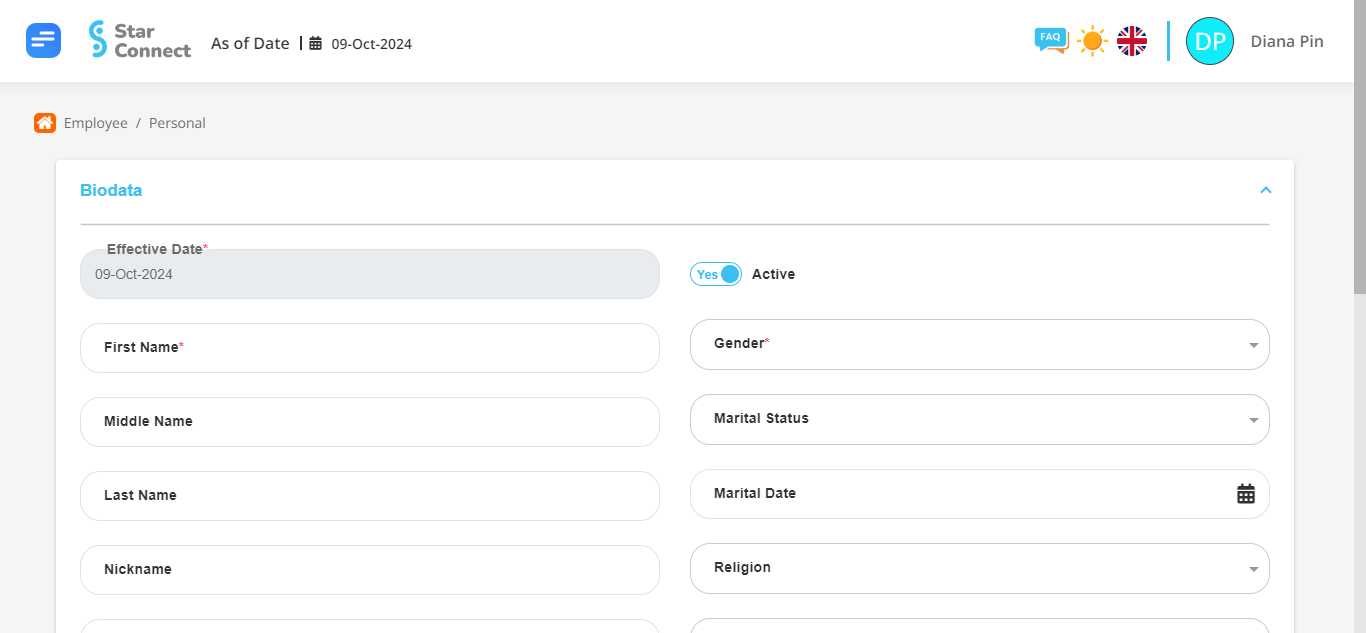 Star
Connect
As of Date
09-Oct-2024
FAQ
DP
Diana Pin
Employee / Personal
Biodata
Effective Date*
09-Oct-2024
Yes
Active
First Name*
Gender*
Middle Name
Marital Status
Last Name
Marital Date
Nickname
Religion